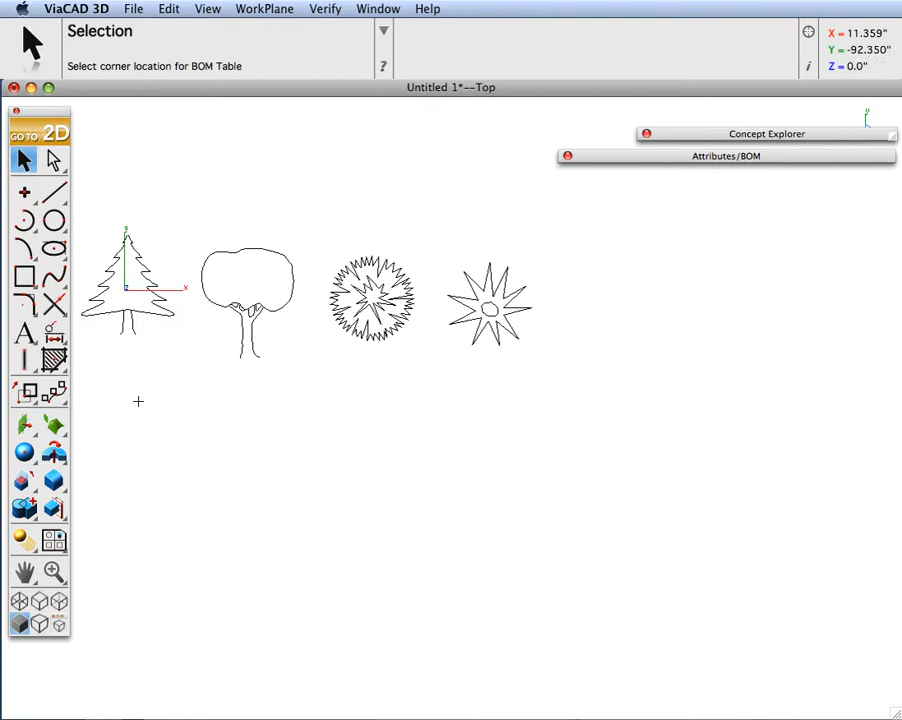 ViaCAD 3D File Edit View WorkPlane Verify Window Help
Selection
Select corner location for BOM Table
?
i
X = 11.359"
Y = -92.350"
Z = 0.0"
Untitled 1*--Top
GO TO 2D
Concept Explorer
Attributes/BOM
A
x
z